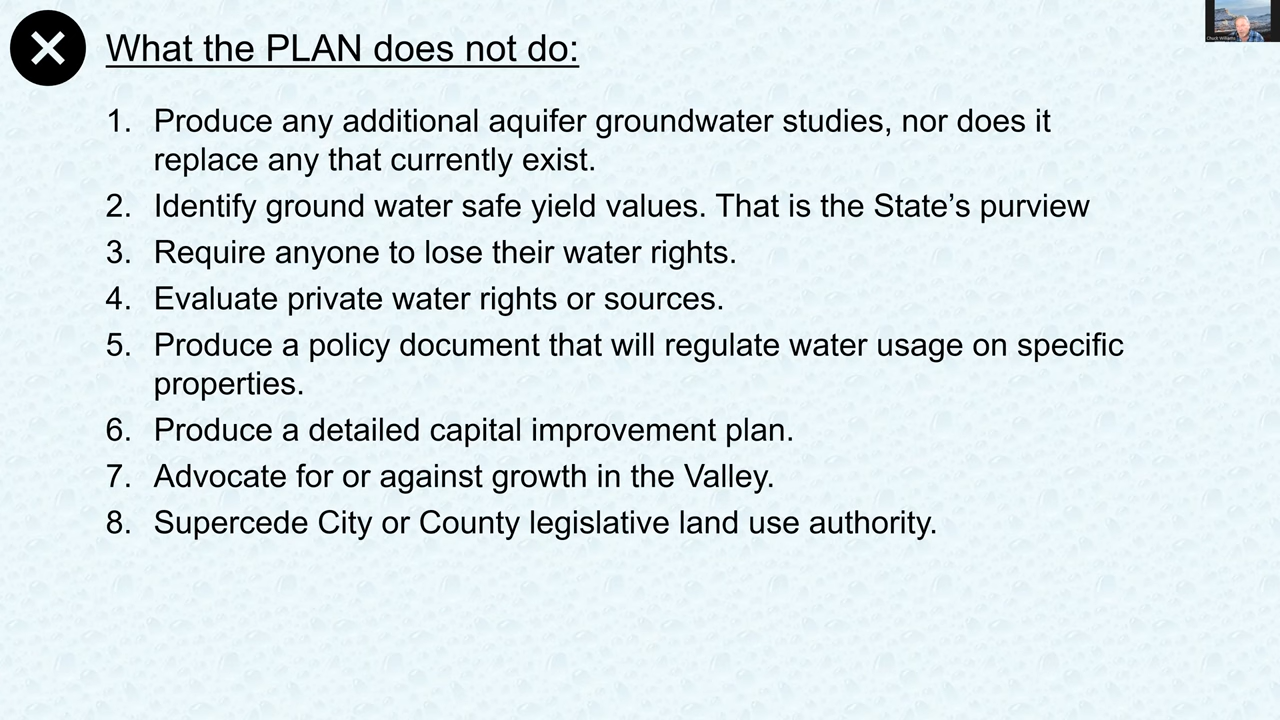 What the PLAN does not do:
1. Produce any additional aquifer groundwater studies, nor does it
replace any that currently exist.
2. Identify ground water safe yield values. That is the State’s purview
3. Require anyone to lose their water rights.
4. Evaluate private water rights or sources.
5. Produce a policy document that will regulate water usage on specific
properties.
6. Produce a detailed capital improvement plan.
7. Advocate for or against growth in the Valley.
8. Supercede City or County legislative land use authority.
Chuck Williams